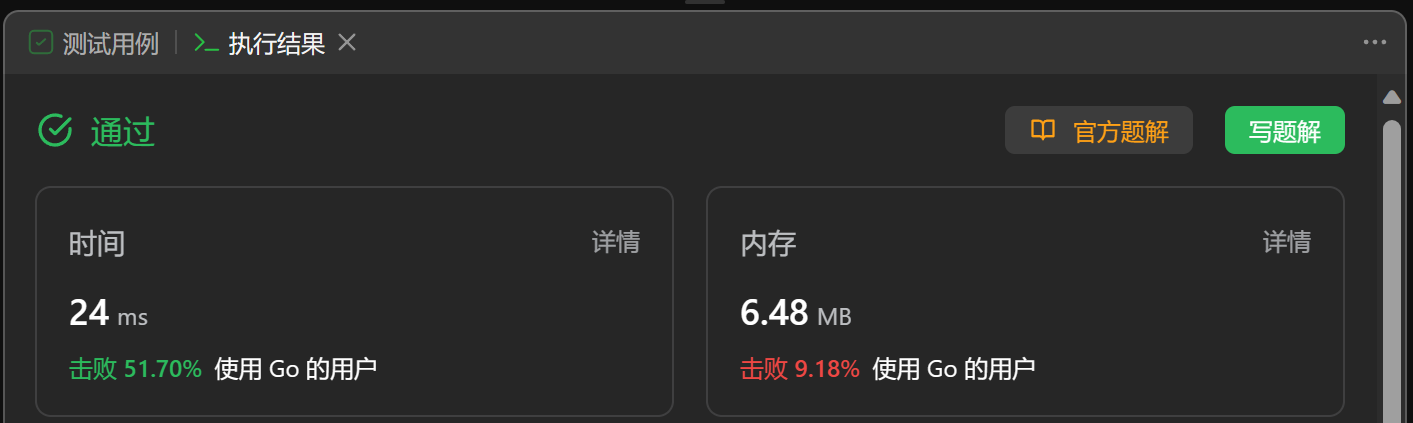 测试用例 执行结果
通过 官方题解 写题解
时间 详情
24 ms
击败 51.70% 使用 Go 的用户
内存 详情
6.48 MB
击败 9.18% 使用 Go 的用户